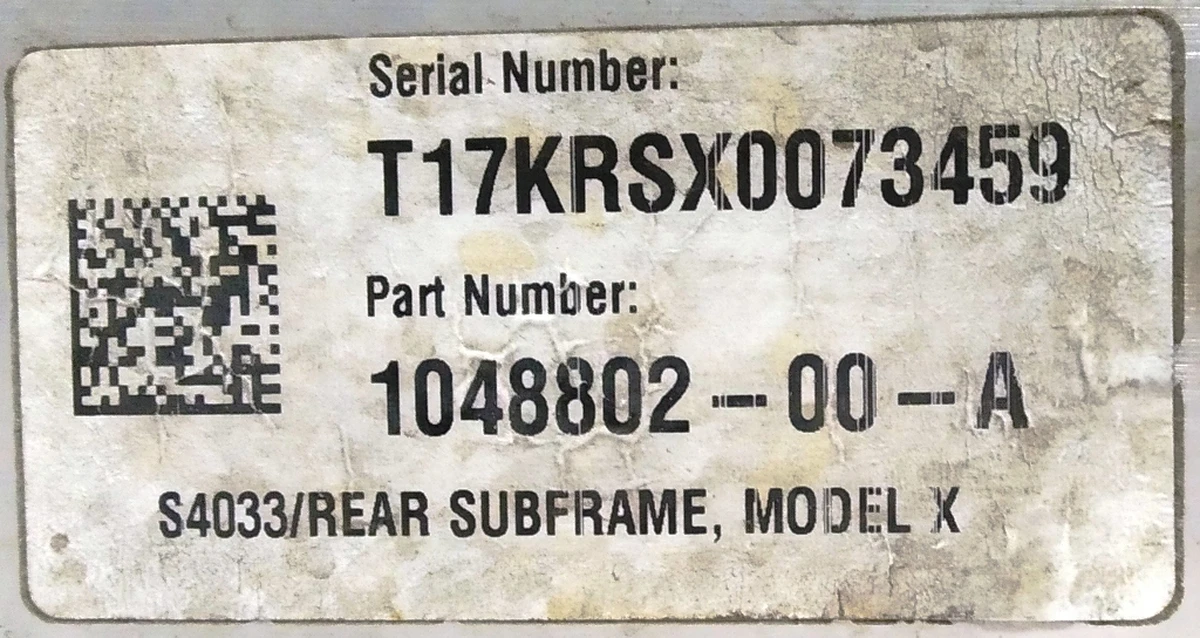 Serial Number:
T17KRSX0073459
Part Number:
1048802-00-A
S4033/REAR SUBFRAME, MODEL X